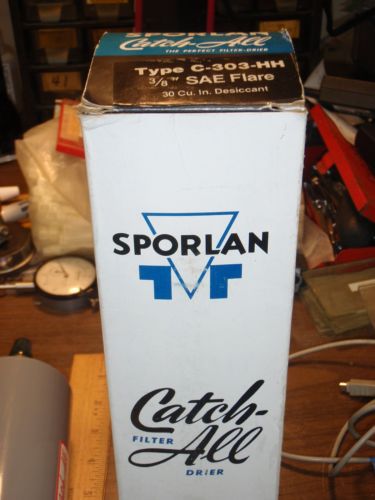 SPORLAN
Catch-All
THE PERFECT FILTER-DRIER
Type C-303-HH
3/8" SAE Flare
30 Cu. In. Desiccant
SPORLAN
Catch-
FILTER All
DRIER